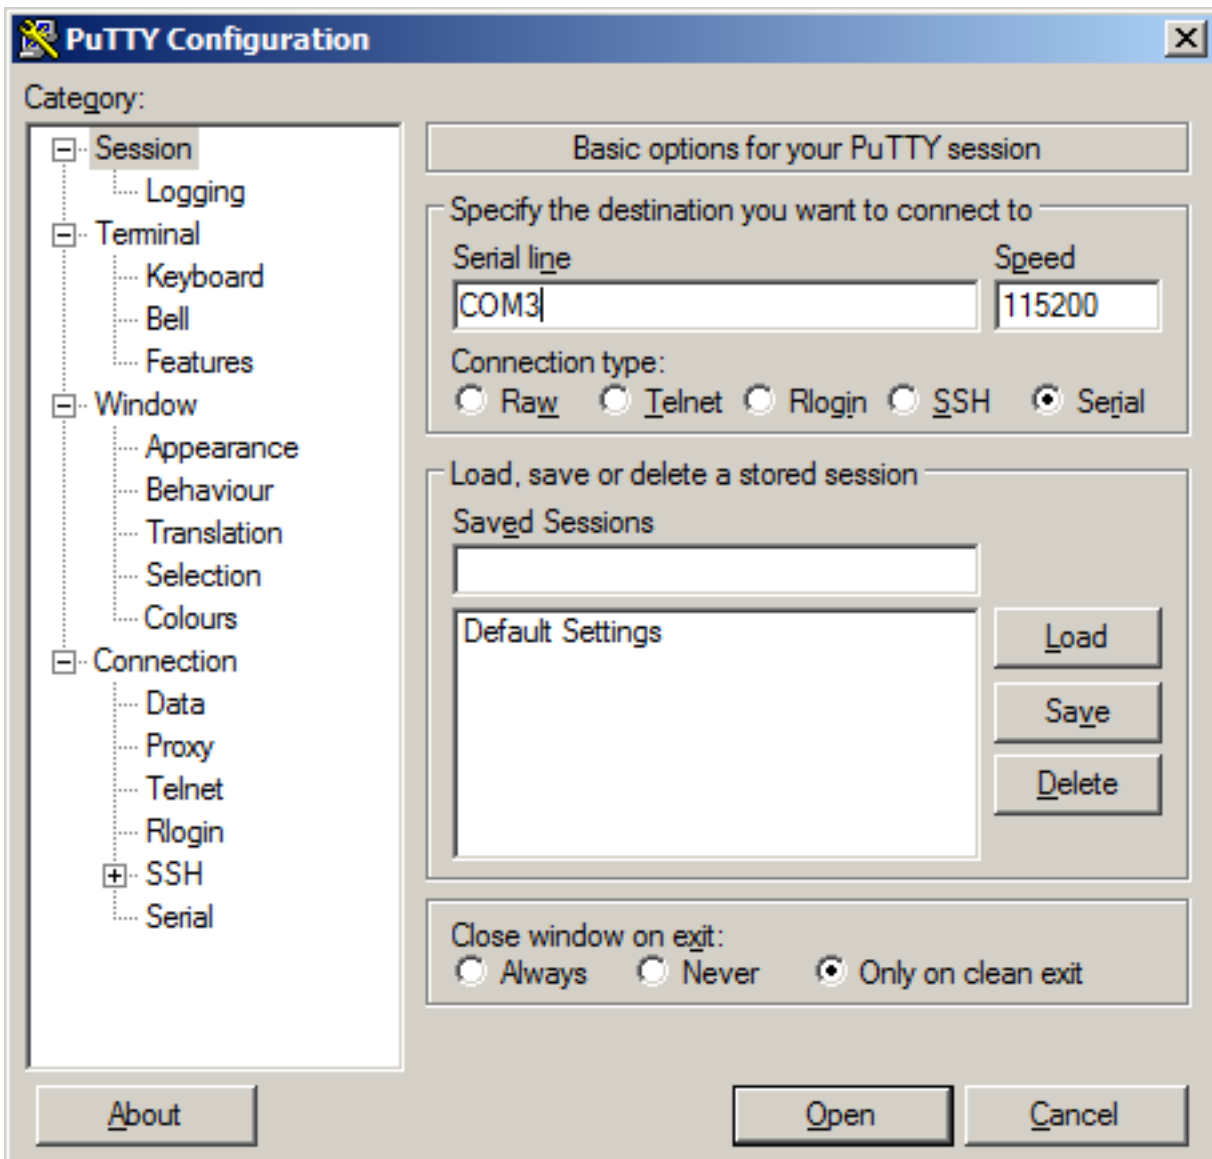 PuTTY Configuration
Category:
Session
Logging
Terminal
Keyboard
Bell
Features
Window
Appearance
Behaviour
Translation
Selection
Colours
Connection
Data
Proxy
Telnet
Rlogin
SSH
Serial
Basic options for your PuTTY session
Specify the destination you want to connect to
Serial line Speed
COM3 115200
Connection type:
Raw Telnet Rlogin SSH Serial
Load, save or delete a stored session
Saved Sessions
Default Settings
Load
Save
Delete
Close window on exit:
Always Never Only on clean exit
About Open Cancel